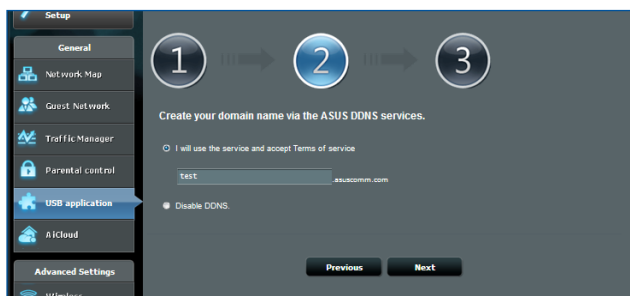 Setup
General
Network Map
Guest Network
Traffic Manager
Parental control
USB application
AiCloud
Advanced Settings
Wireless
1
2
3
Create your domain name via the ASUS DDNS services.
I will use the service and accept Terms of service
test .asuscomm.com
Disable DDNS.
Previous Next